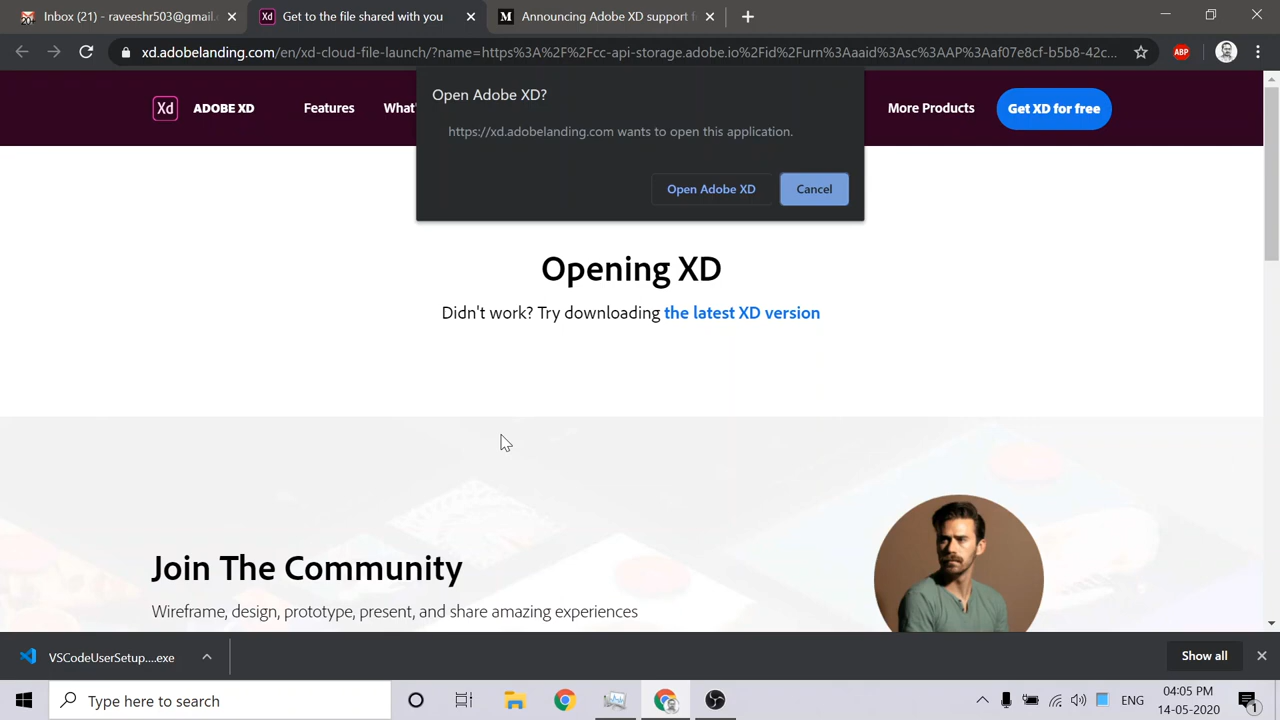 Inbox (21) - raveeshr503@gmail.
Get to the file shared with you
Announcing Adobe XD support f
xd.adobelanding.com/en/xd-cloud-file-launch/?name=https%3A%2F%2Fcc-api-storage.adobe.io%2Fid%2Furn%3Aaaid%3Asc%3AAP%3Aaf07e8cf-b5b8-42c...
ABP
Xd ADOBE XD Features What' More Products Get XD for free
Open Adobe XD?
https://xd.adobelanding.com wants to open this application.
Open Adobe XD Cancel
Opening XD
Didn't work? Try downloading the latest XD version
Join The Community
Wireframe, design, prototype, present, and share amazing experiences
VSCodeUserSetup....exe
Show all
Type here to search
ENG
04:05 PM
14-05-2020
1